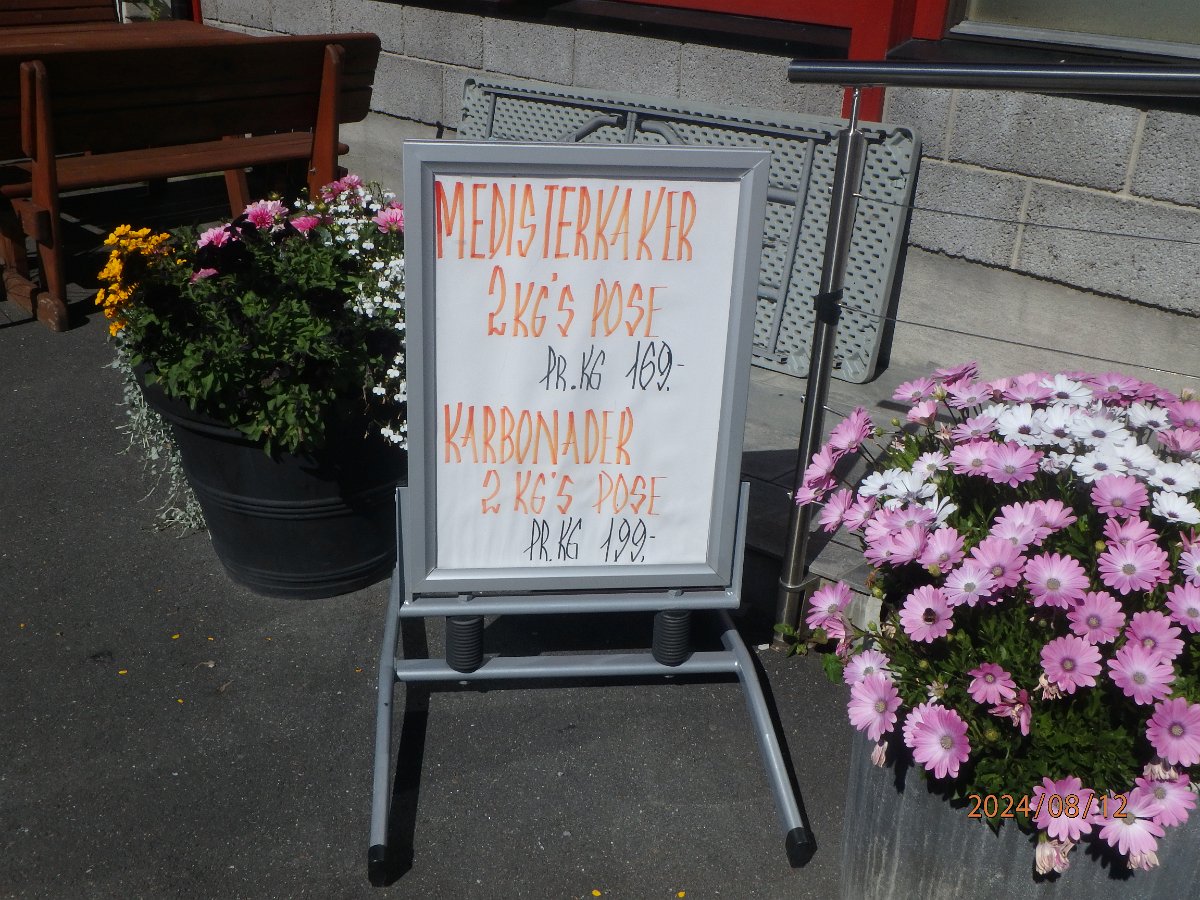 MEDISTERKAKER
2 KG'S POSE
PR.KG 169.-
KARBONADER
2 KG'S POSE
PR.KG 199,-
2024/08/12